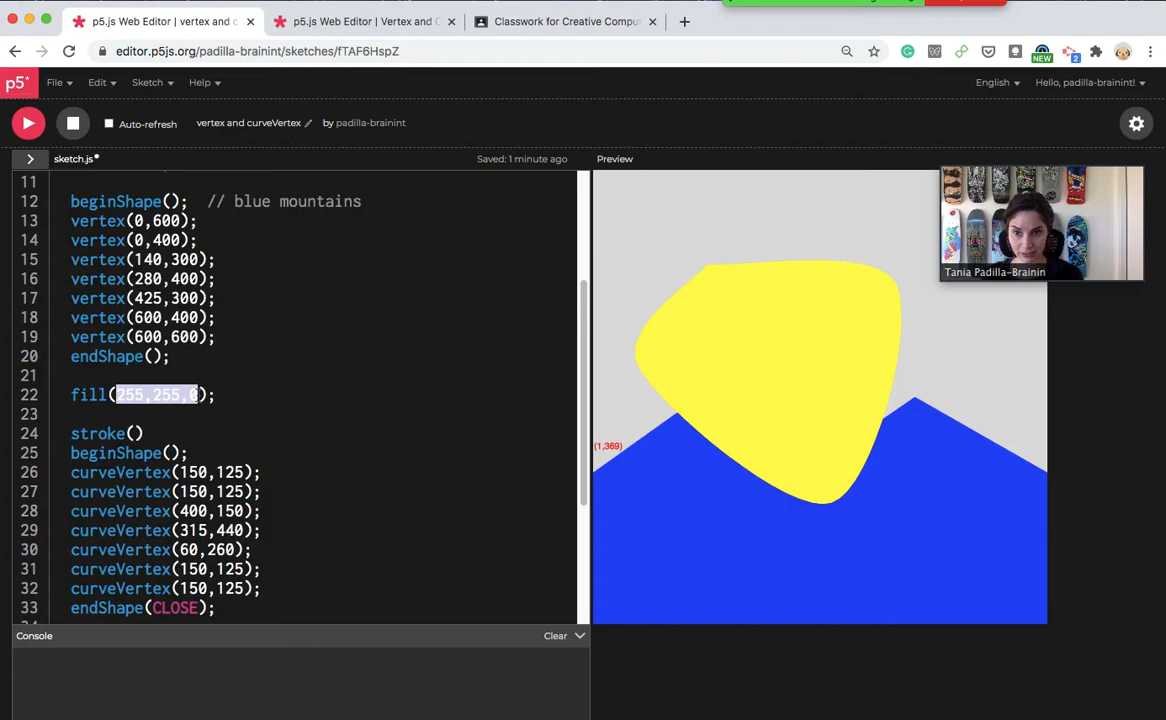 p5.js Web Editor | vertex and c
p5.js Web Editor | Vertex and C
Classwork for Creative Comput
editor.p5js.org/padilla-brainint/sketches/fTAF6HspZ
NEW
2
p5*
File
Edit
Sketch
Help
English
Hello, padilla-brainint!
Auto-refresh
vertex and curveVertex
by padilla-brainint
sketch.js
Saved: 1 minute ago
Preview
11
12 beginShape(); // blue mountains
13 vertex(0,600);
14 vertex(0,400);
15 vertex(140,300);
16 vertex(280,400);
17 vertex(425,300);
18 vertex(600,400);
19 vertex(600,600);
20 endShape();
21
22 fill(255,255,0);
23
24 stroke()
25 beginShape();
26 curveVertex(150,125);
27 curveVertex(150,125);
28 curveVertex(400,150);
29 curveVertex(315,440);
30 curveVertex(60,260);
31 curveVertex(150,125);
32 curveVertex(150,125);
33 endShape(CLOSE);
(1,369)
Tania Padilla-Brainin
Console
Clear